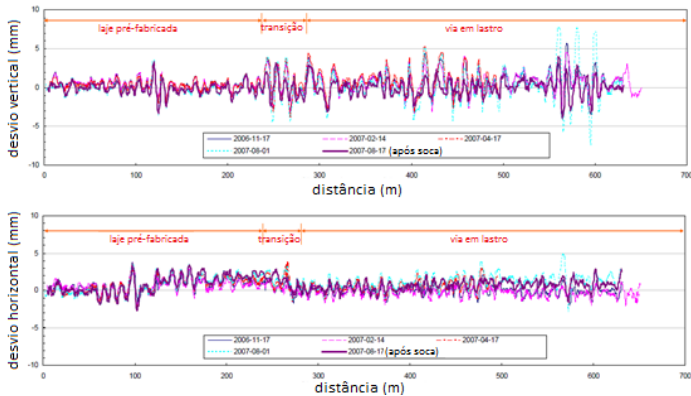 10
5
0
-5
-10
desvio vertical (mm)
laje pré-fabricada
transição
via em lastro
2006-11-17 2007-02-14 2007-04-17
2007-08-01 2007-08-17 (após soca)
0 100 200 300 400 500 600 700
distância (m)
10
5
0
-5
-10
desvio horizontal (mm)
laje pré-fabricada
transição
via em lastro
2006-11-17 2007-02-14 2007-04-17
2007-08-01 2007-08-17 (após soca)
0 100 200 300 400 500 600 700
distância (m)